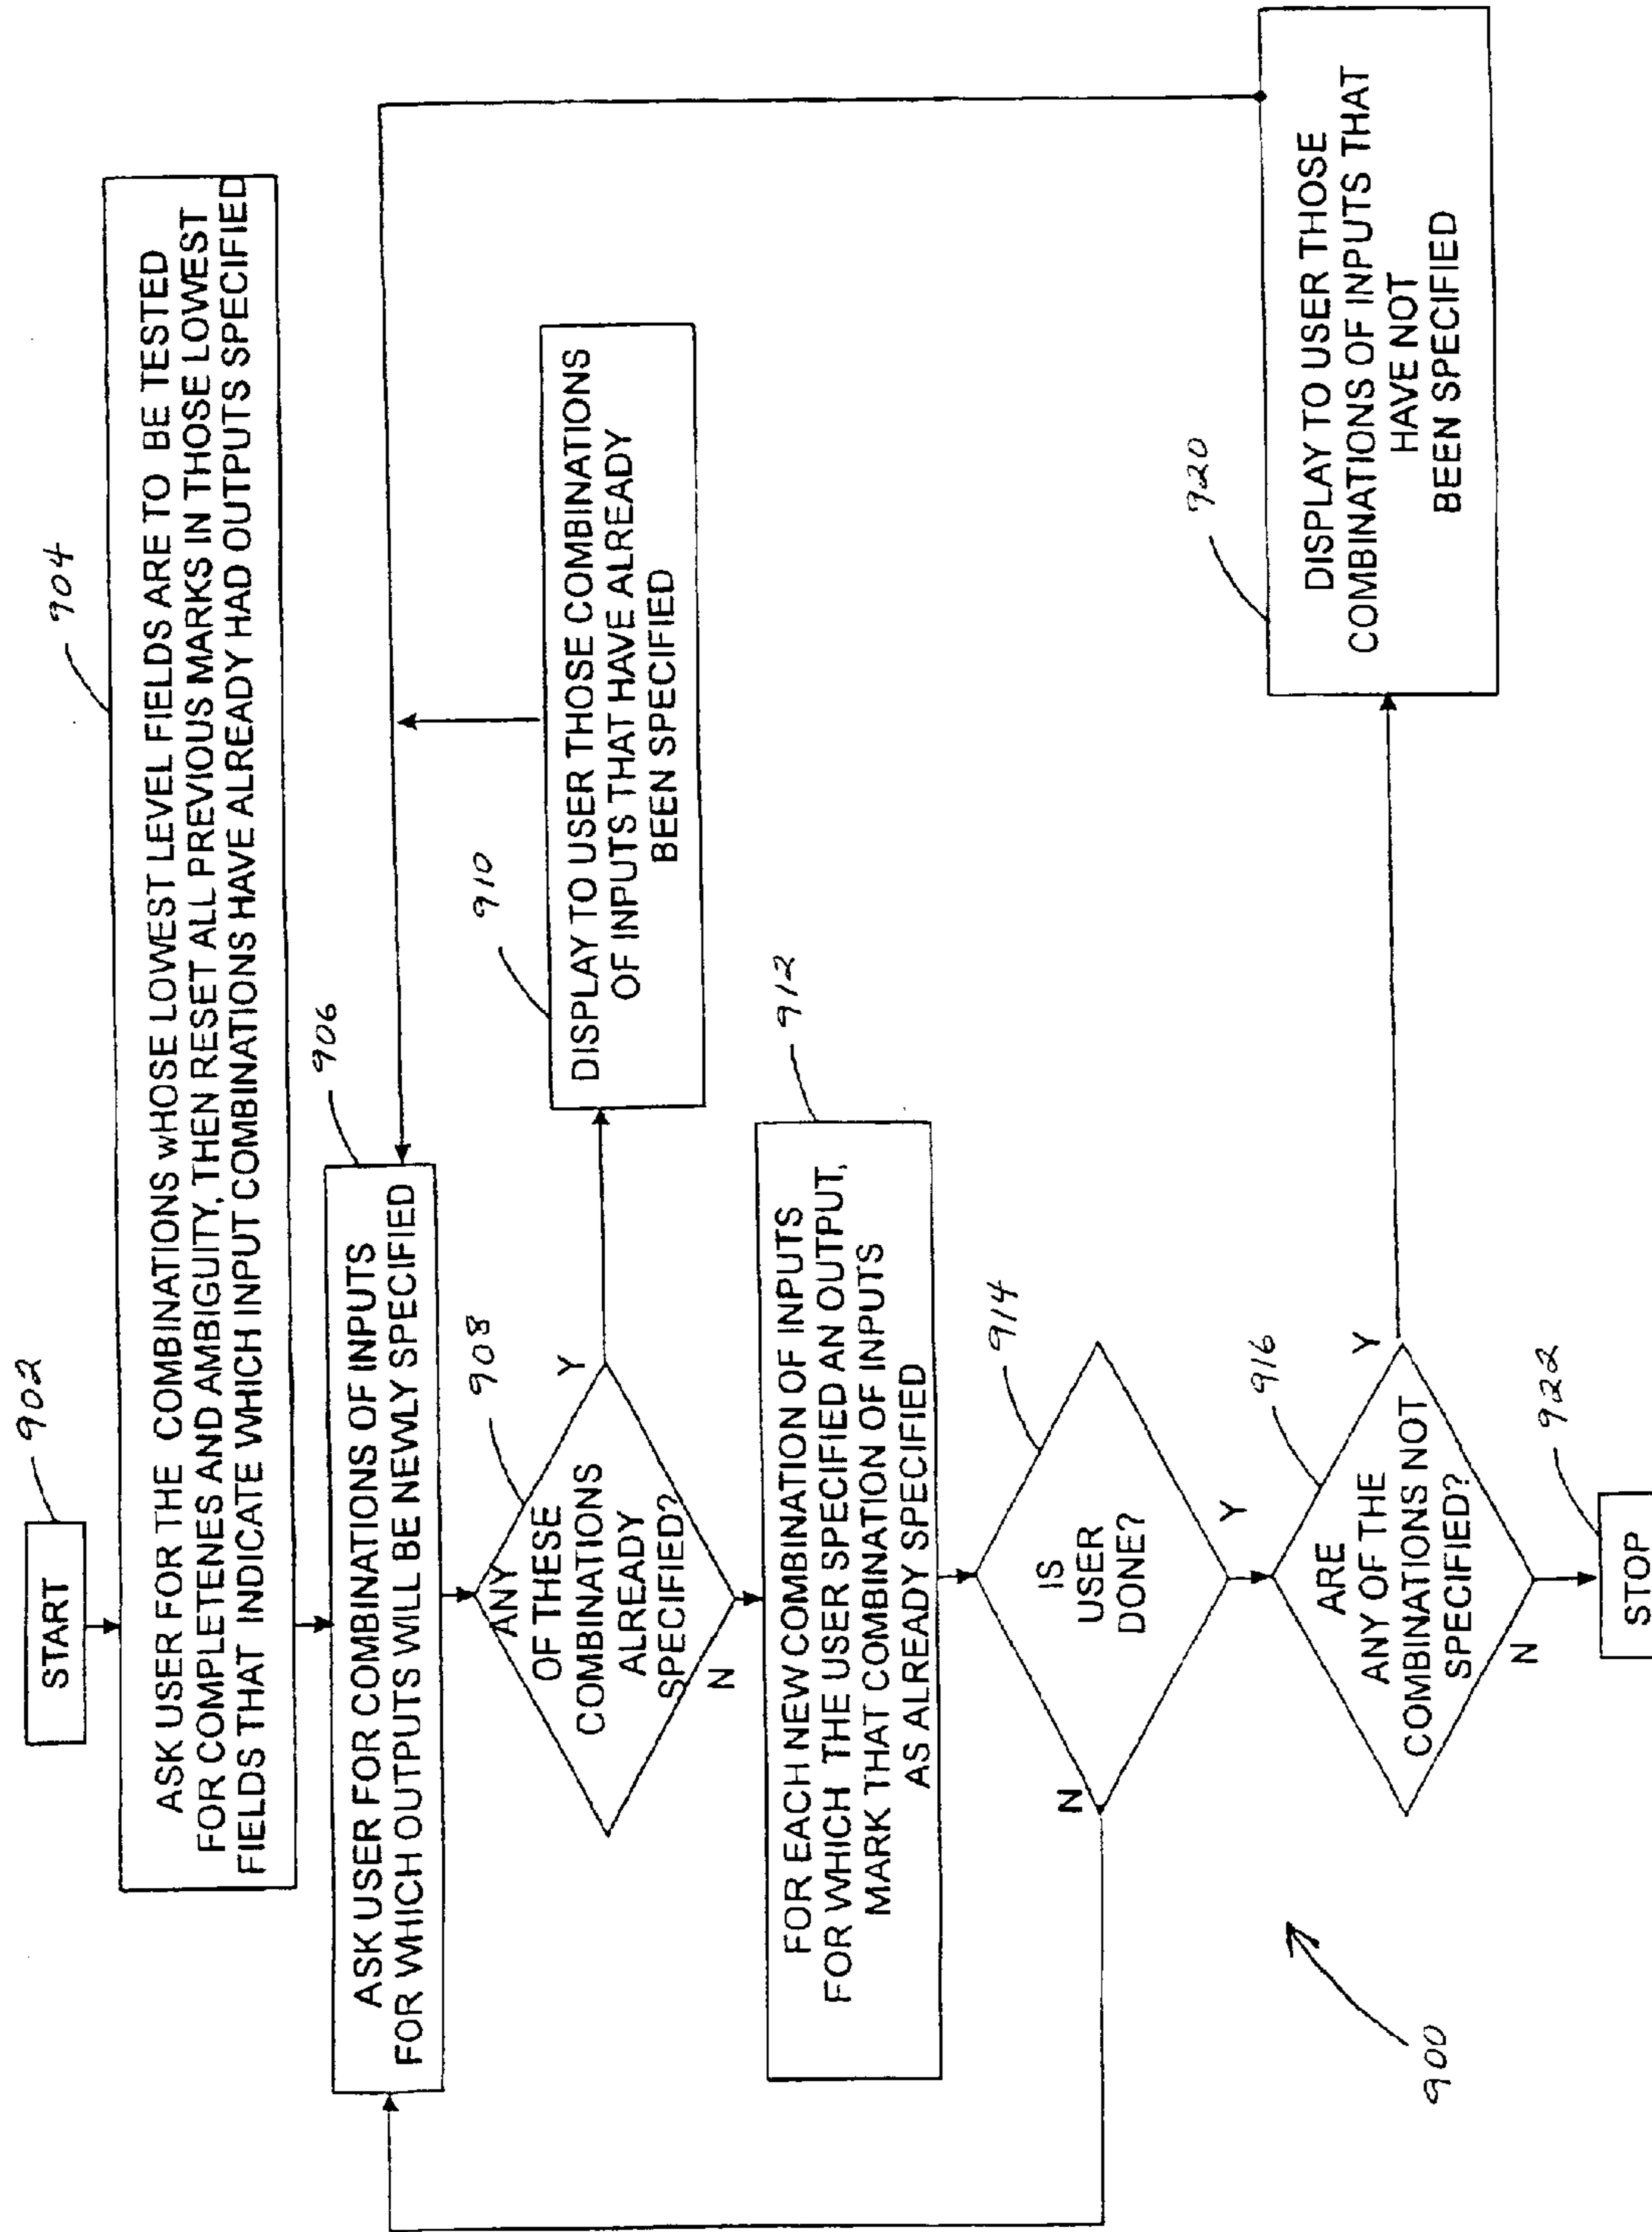 902
START
904
ASK USER FOR THE COMBINATIONS wHOSE LOWEST LEVEL FIELDS ARE TO BE TESTED
FOR COMPLETENES AND AMBIGUITY, THEN RESET ALL PREVIOUS MARKS IN THOSE LOWEST
FIELDS THAT INDICATE WHICH INPUT COMBINATIONS HAVE ALREADY HAD OUTPUTS SPECIFIED
906
ASK USER FOR COMBINATIONS OF INPUTS
FOR WHICH OUTPUTS WILL BE NEWLY SPECIFIED
908
ANY
OF THESE
COMBINATIONS
ALREADY
SPECIFIED?
Y
N
910
DISPLAY TO USER THOSE COMBINATIONS
OF INPUTS THAT HAVE ALREADY
BEEN SPECIFIED
912
FOR EACH NEW COMBINATION OF INPUTS
FOR WHICH THE USER SPECIFIED AN OUTPUT,
MARK THAT COMBINATION OF INPUTS
AS ALREADY SPECIFIED
914
IS
USER
DONE?
N
Y
916
ARE
ANY OF THE
COMBINATIONS NOT
SPECIFIED?
Y
N
920
DISPLAY TO USER THOSE
COMBINATIONS OF INPUTS THAT
HAVE NOT
BEEN SPECIFIED
922
STOP
900